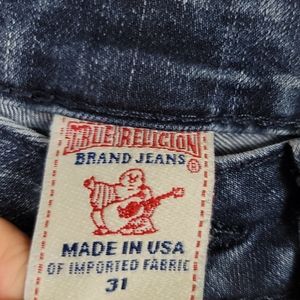 TRUE RELIGION
BRAND JEANS ®
MADE IN USA
OF IMPORTED FABRIC
31